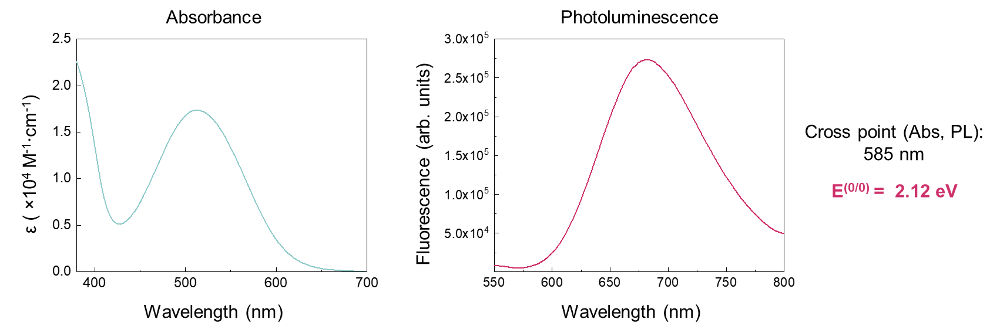 Absorbance
2.5
2.0
1.5
1.0
0.5
0.0
400 500 600 700
ε ( ×10⁴ M⁻¹·cm⁻¹)
Wavelength (nm)
Photoluminescence
3.0x10⁵
2.5x10⁵
2.0x10⁵
1.5x10⁵
1.0x10⁵
5.0x10⁴
550 600 650 700 750 800
Fluorescence (arb. units)
Wavelength (nm)
Cross point (Abs, PL):
585 nm
E⁽⁰ᐟ⁰⁾ = 2.12 eV